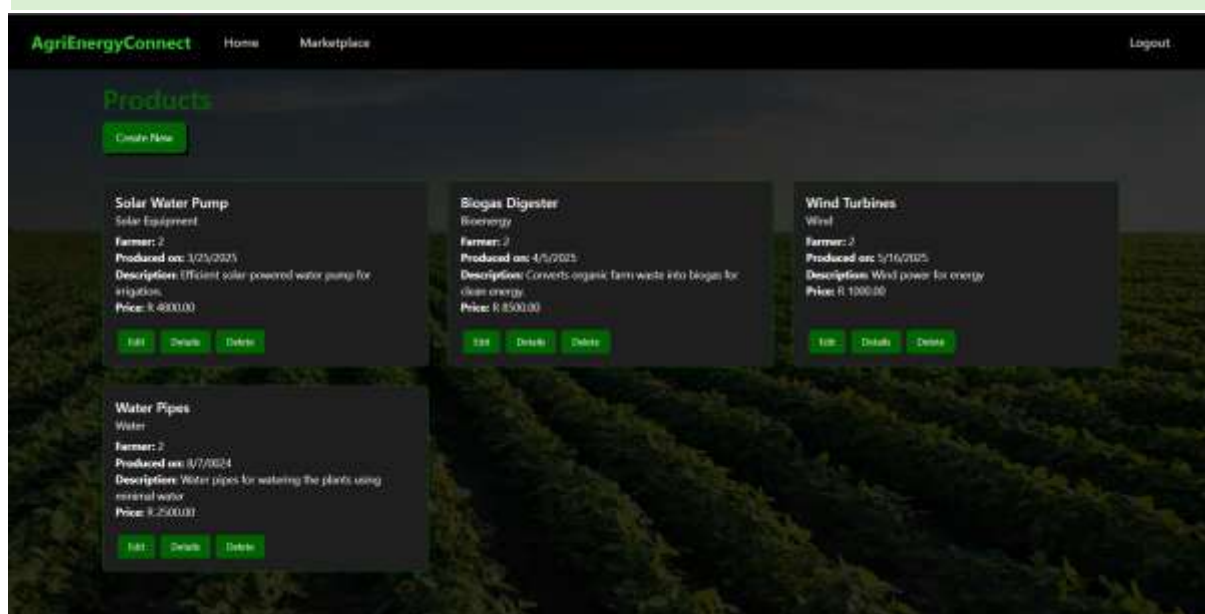 AgriEnergyConnect Home Marketplace Logout
Products
Create New
Solar Water Pump
Solar Equipment
Farmer: 2
Produced on: 3/25/2025
Description: Efficient solar-powered water pump for
irrigation.
Price: R 4800.00
Edit Details Delete
Biogas Digester
Bioenergy
Farmer: 2
Produced on: 4/5/2025
Description: Converts organic farm waste into biogas for
clean energy.
Price: R 8500.00
Edit Details Delete
Wind Turbines
Wind
Farmer: 2
Produced on: 5/16/2025
Description: Wind power for energy
Price: R 1000.00
Edit Details Delete
Water Pipes
Water
Farmer: 2
Produced on: 8/7/0024
Description: Water pipes for watering the plants using
minimal water
Price: R 2500.00
Edit Details Delete